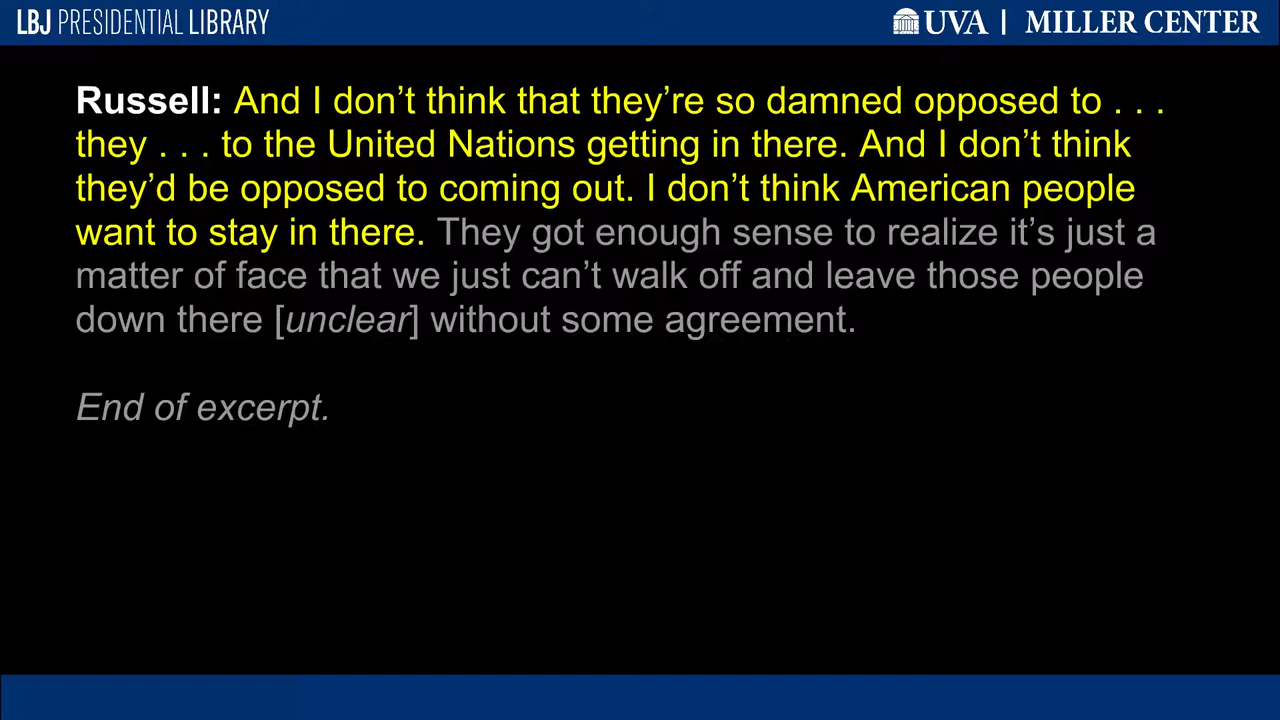 LBJ PRESIDENTIAL LIBRARY
UVA | MILLER CENTER
Russell: And I don’t think that they’re so damned opposed to . . .
they . . . to the United Nations getting in there. And I don’t think
they’d be opposed to coming out. I don’t think American people
want to stay in there. They got enough sense to realize it’s just a
matter of face that we just can’t walk off and leave those people
down there [unclear] without some agreement.
End of excerpt.